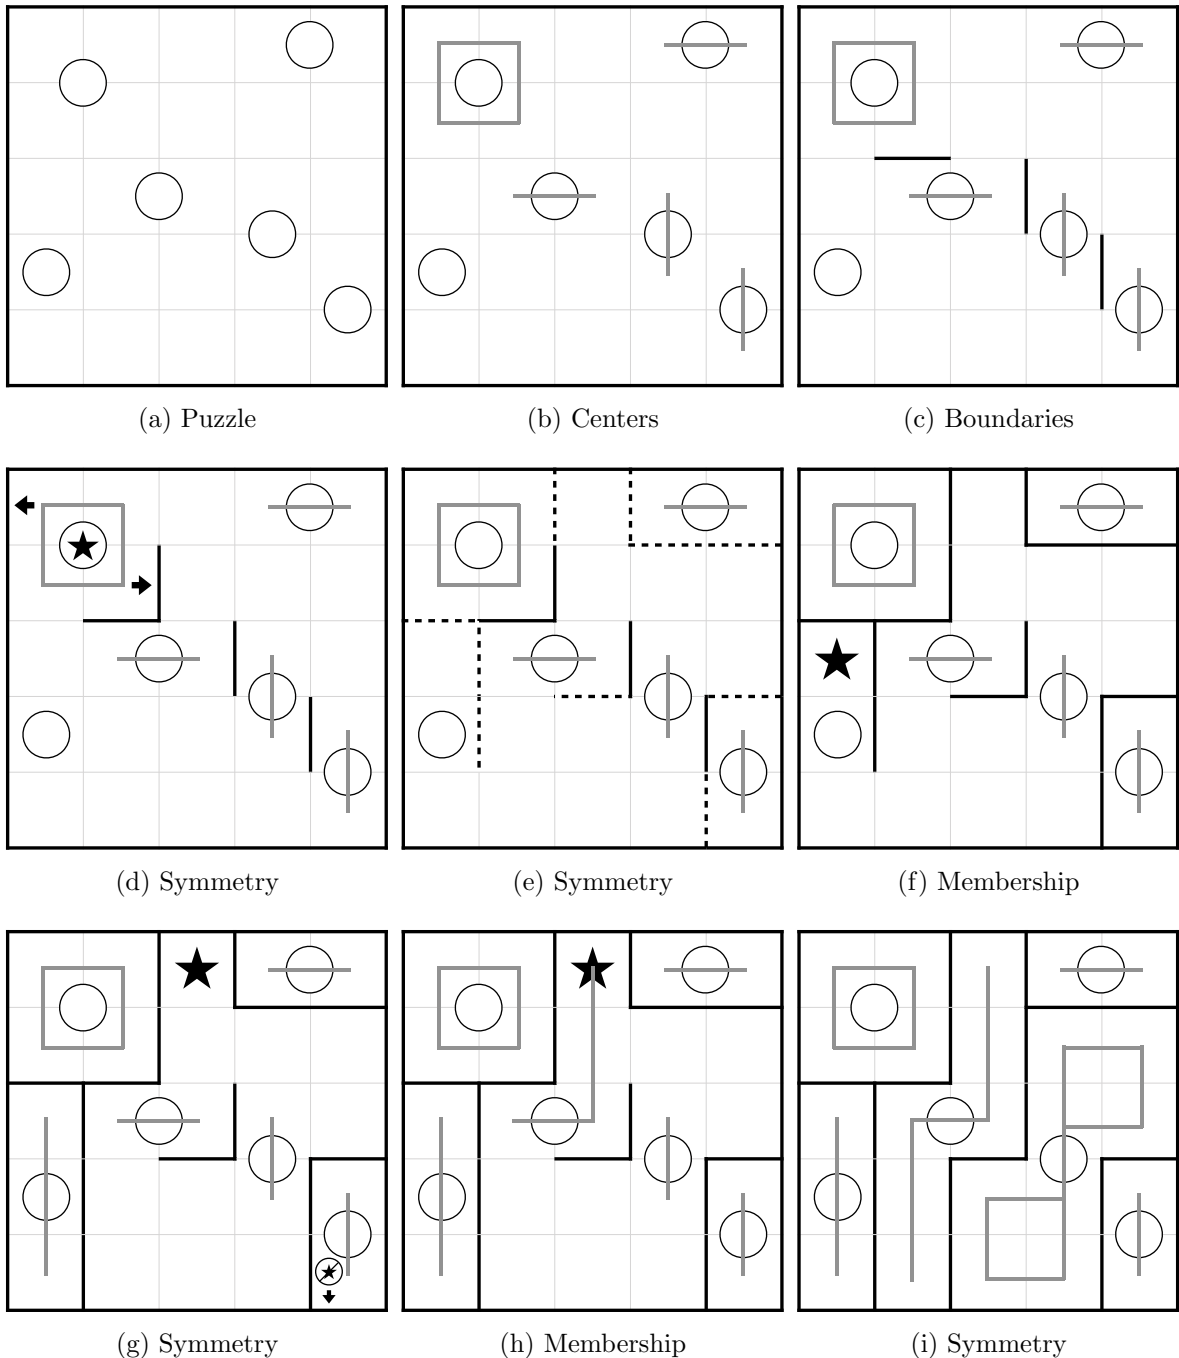 (a) Puzzle
(b) Centers
(c) Boundaries
(d) Symmetry
(e) Symmetry
(f) Membership
(g) Symmetry
(h) Membership
(i) Symmetry